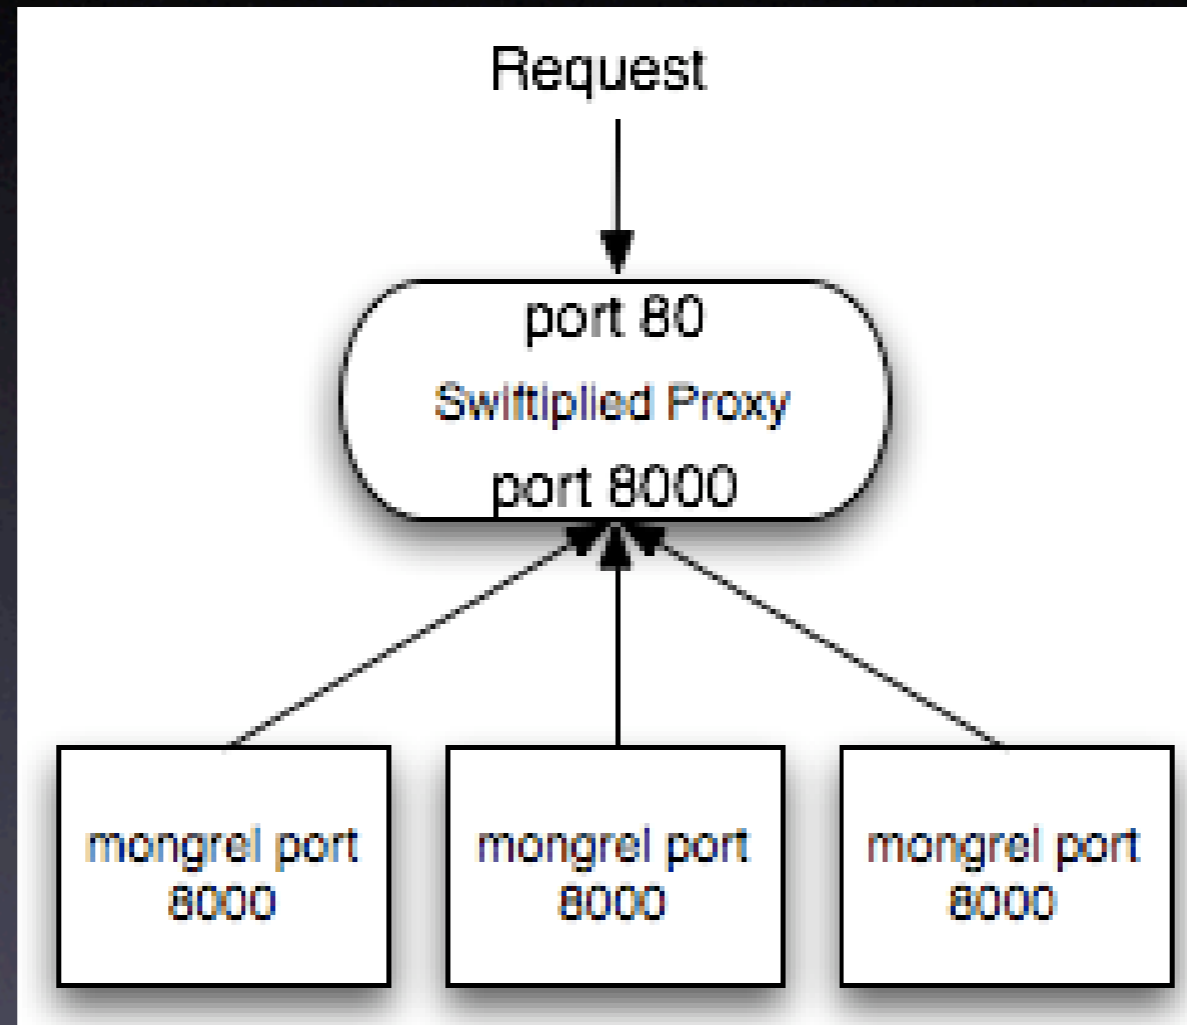 Request
port 80
Swiftiplied Proxy
port 8000
mongrel port
8000
mongrel port
8000
mongrel port
8000